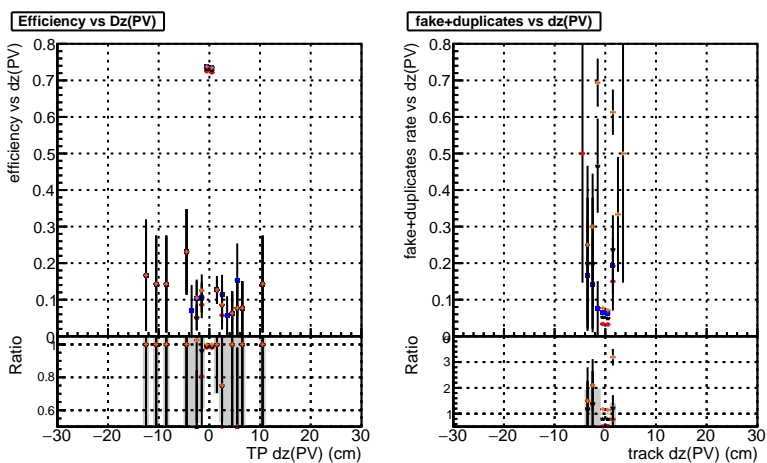 Efficiency vs Dz(PV)
efficiency vs dz(PV)
0.8
0.7
0.6
0.5
0.4
0.3
0.2
0.1
0
Ratio
1
0.8
0.6
−30 −20 −10 0 10 20 30
TP dz(PV) (cm)
fake+duplicates vs dz(PV)
fake+duplicates rate vs dz(PV)
0.8
0.7
0.6
0.5
0.4
0.3
0.2
0.1
0
Ratio
3
2
1
−30 −20 −10 0 10 20 30
track dz(PV) (cm)